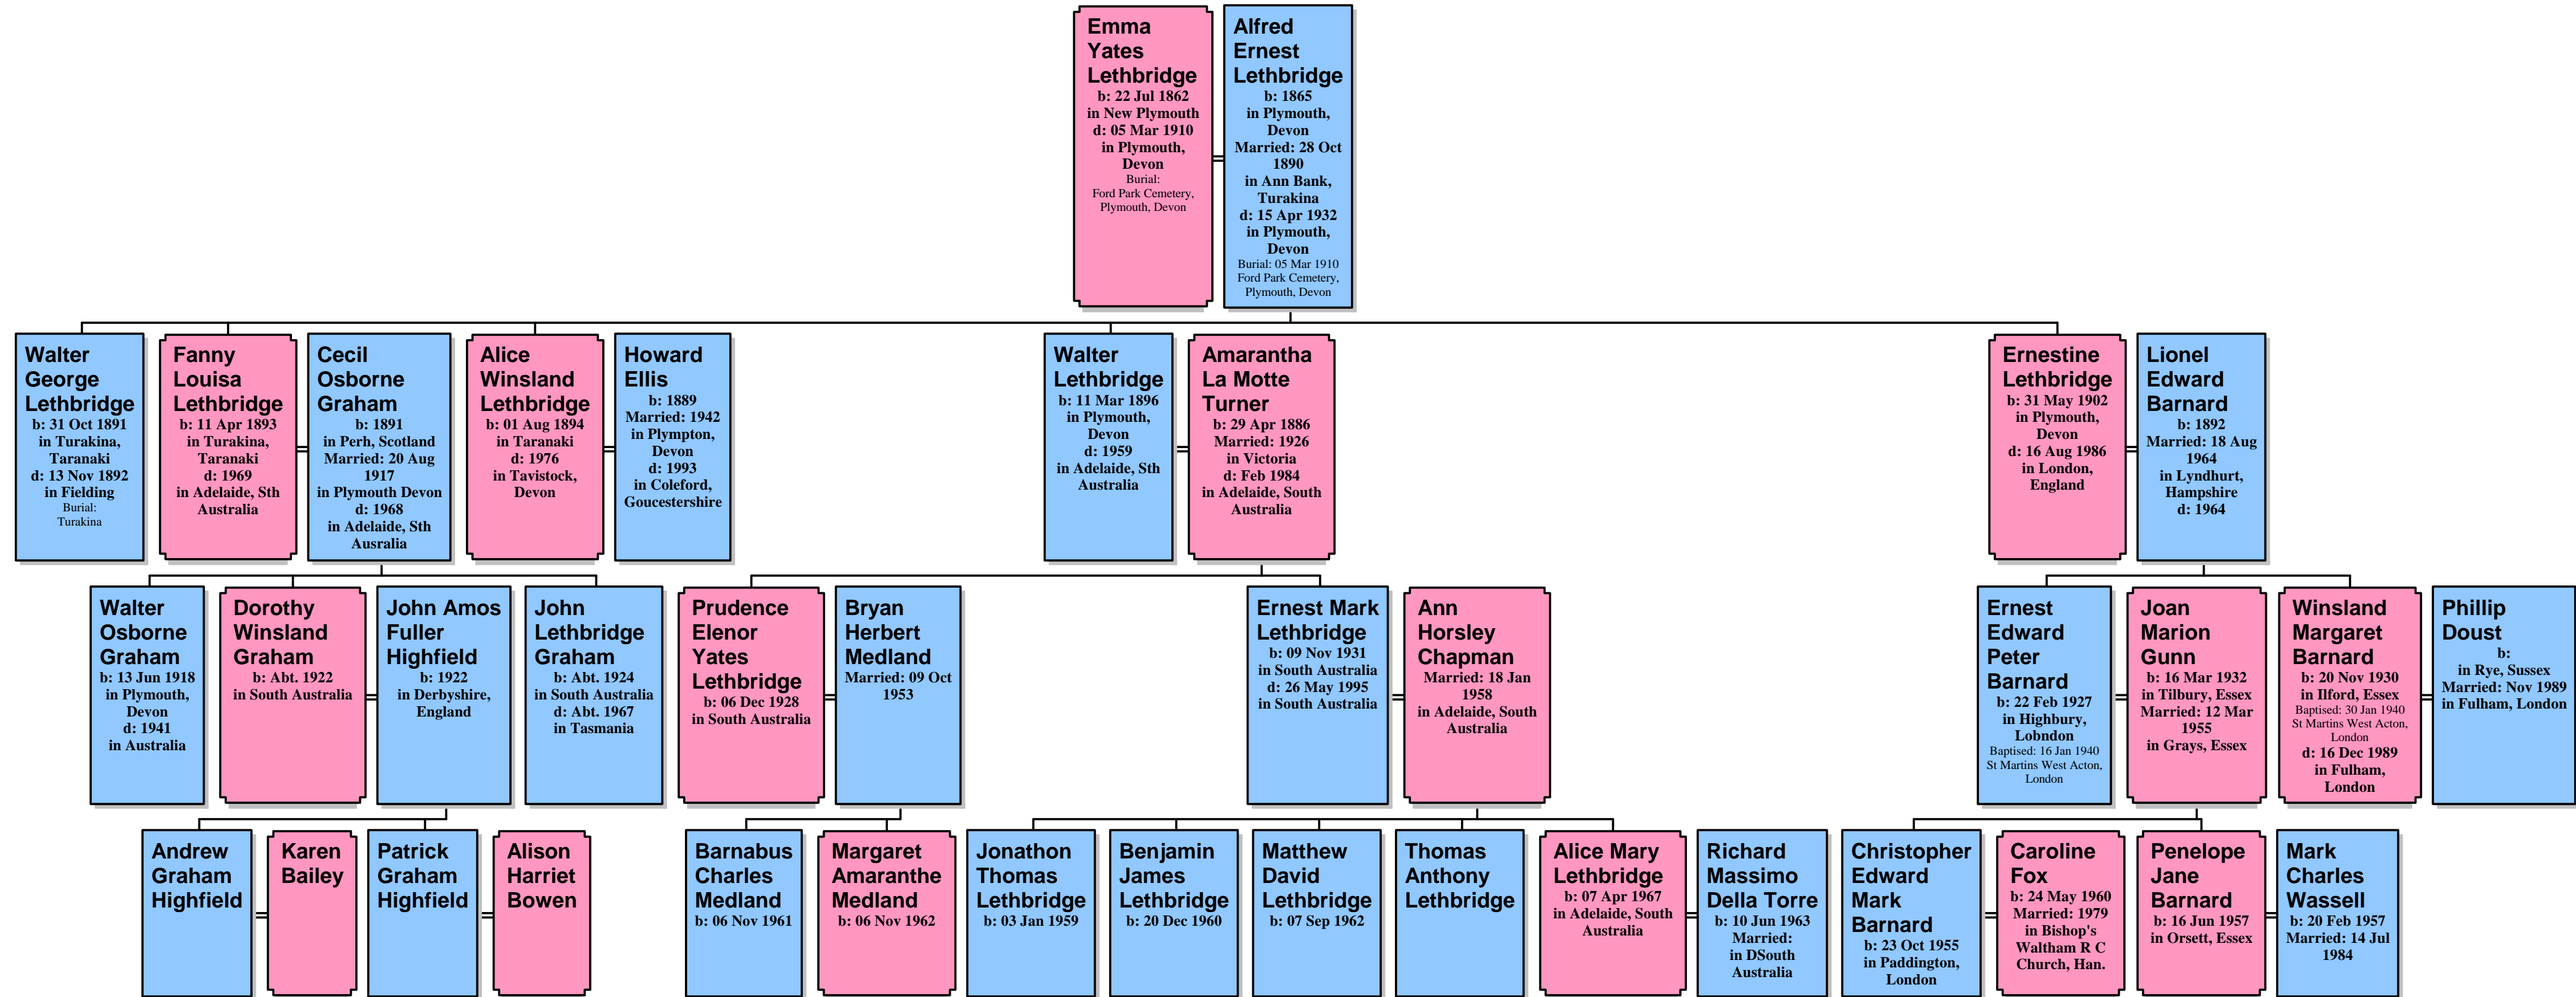 Emma
Yates
Lethbridge
b: 22 Jul 1862
in New Plymouth
d: 05 Mar 1910
in Plymouth,
Devon
Burial:
Ford Park Cemetery,
Plymouth, Devon
Alfred
Ernest
Lethbridge
b: 1865
in Plymouth,
Devon
Married: 28 Oct
1890
in Ann Bank,
Turakina
d: 15 Apr 1932
in Plymouth,
Devon
Burial: 05 Mar 1910
Ford Park Cemetery,
Plymouth, Devon
Walter
George
Lethbridge
b: 31 Oct 1891
in Turakina,
Taranaki
d: 13 Nov 1892
in Fielding
Burial:
Turakina
Fanny
Louisa
Lethbridge
b: 11 Apr 1893
in Turakina,
Taranaki
d: 1969
in Adelaide, Sth
Australia
Cecil
Osborne
Graham
b: 1891
in Perh, Scotland
Married: 20 Aug
1917
in Plymouth Devon
d: 1968
in Adelaide, Sth
Ausralia
Alice
Winsland
Lethbridge
b: 01 Aug 1894
in Taranaki
d: 1976
in Tavistock,
Devon
Howard
Ellis
b: 1889
Married: 1942
in Plympton,
Devon
d: 1993
in Coleford,
Goucestershire
Walter
Lethbridge
b: 11 Mar 1896
in Plymouth,
Devon
d: 1959
in Adelaide, Sth
Australia
Amarantha
La Motte
Turner
b: 29 Apr 1886
Married: 1926
in Victoria
d: Feb 1984
in Adelaide, South
Australia
Ernestine
Lethbridge
b: 31 May 1902
in Plymouth,
Devon
d: 16 Aug 1986
in London,
England
Lionel
Edward
Barnard
b: 1892
Married: 18 Aug
1964
in Lyndhurt,
Hampshire
d: 1964
Walter
Osborne
Graham
b: 13 Jun 1918
in Plymouth,
Devon
d: 1941
in Australia
Dorothy
Winsland
Graham
b: Abt. 1922
in South Australia
John Amos
Fuller
Highfield
b: 1922
in Derbyshire,
England
John
Lethbridge
Graham
b: Abt. 1924
in South Australia
d: Abt. 1967
in Tasmania
Prudence
Elenor
Yates
Lethbridge
b: 06 Dec 1928
in South Australia
Bryan
Herbert
Medland
Married: 09 Oct
1953
Ernest Mark
Lethbridge
b: 09 Nov 1931
in South Australia
d: 26 May 1995
in South Australia
Ann
Horsley
Chapman
Married: 18 Jan
1958
in Adelaide, South
Australia
Ernest
Edward
Peter
Barnard
b: 22 Feb 1927
in Highbury,
Lobndon
Baptised: 16 Jan 1940
St Martins West Acton,
London
Joan
Marion
Gunn
b: 16 Mar 1932
in Tilbury, Essex
Married: 12 Mar
1955
in Grays, Essex
Winsland
Margaret
Barnard
b: 20 Nov 1930
in Ilford, Essex
Baptised: 30 Jan 1940
St Martins West Acton,
London
d: 16 Dec 1989
in Fulham,
London
Phillip
Doust
b:
in Rye, Sussex
Married: Nov 1989
in Fulham, London
Andrew
Graham
Highfield
Karen
Bailey
Patrick
Graham
Highfield
Alison
Harriet
Bowen
Barnabus
Charles
Medland
b: 06 Nov 1961
Margaret
Amaranthe
Medland
b: 06 Nov 1962
Jonathon
Thomas
Lethbridge
b: 03 Jan 1959
Benjamin
James
Lethbridge
b: 20 Dec 1960
Matthew
David
Lethbridge
b: 07 Sep 1962
Thomas
Anthony
Lethbridge
Alice Mary
Lethbridge
b: 07 Apr 1967
in Adelaide, South
Australia
Richard
Massimo
Della Torre
b: 10 Jun 1963
Married:
in DSouth
Australia
Christopher
Edward
Mark
Barnard
b: 23 Oct 1955
in Paddington,
London
Caroline
Fox
b: 24 May 1960
Married: 1979
in Bishop's
Waltham R C
Church, Han.
Penelope
Jane
Barnard
b: 16 Jun 1957
in Orsett, Essex
Mark
Charles
Wassell
b: 20 Feb 1957
Married: 14 Jul
1984